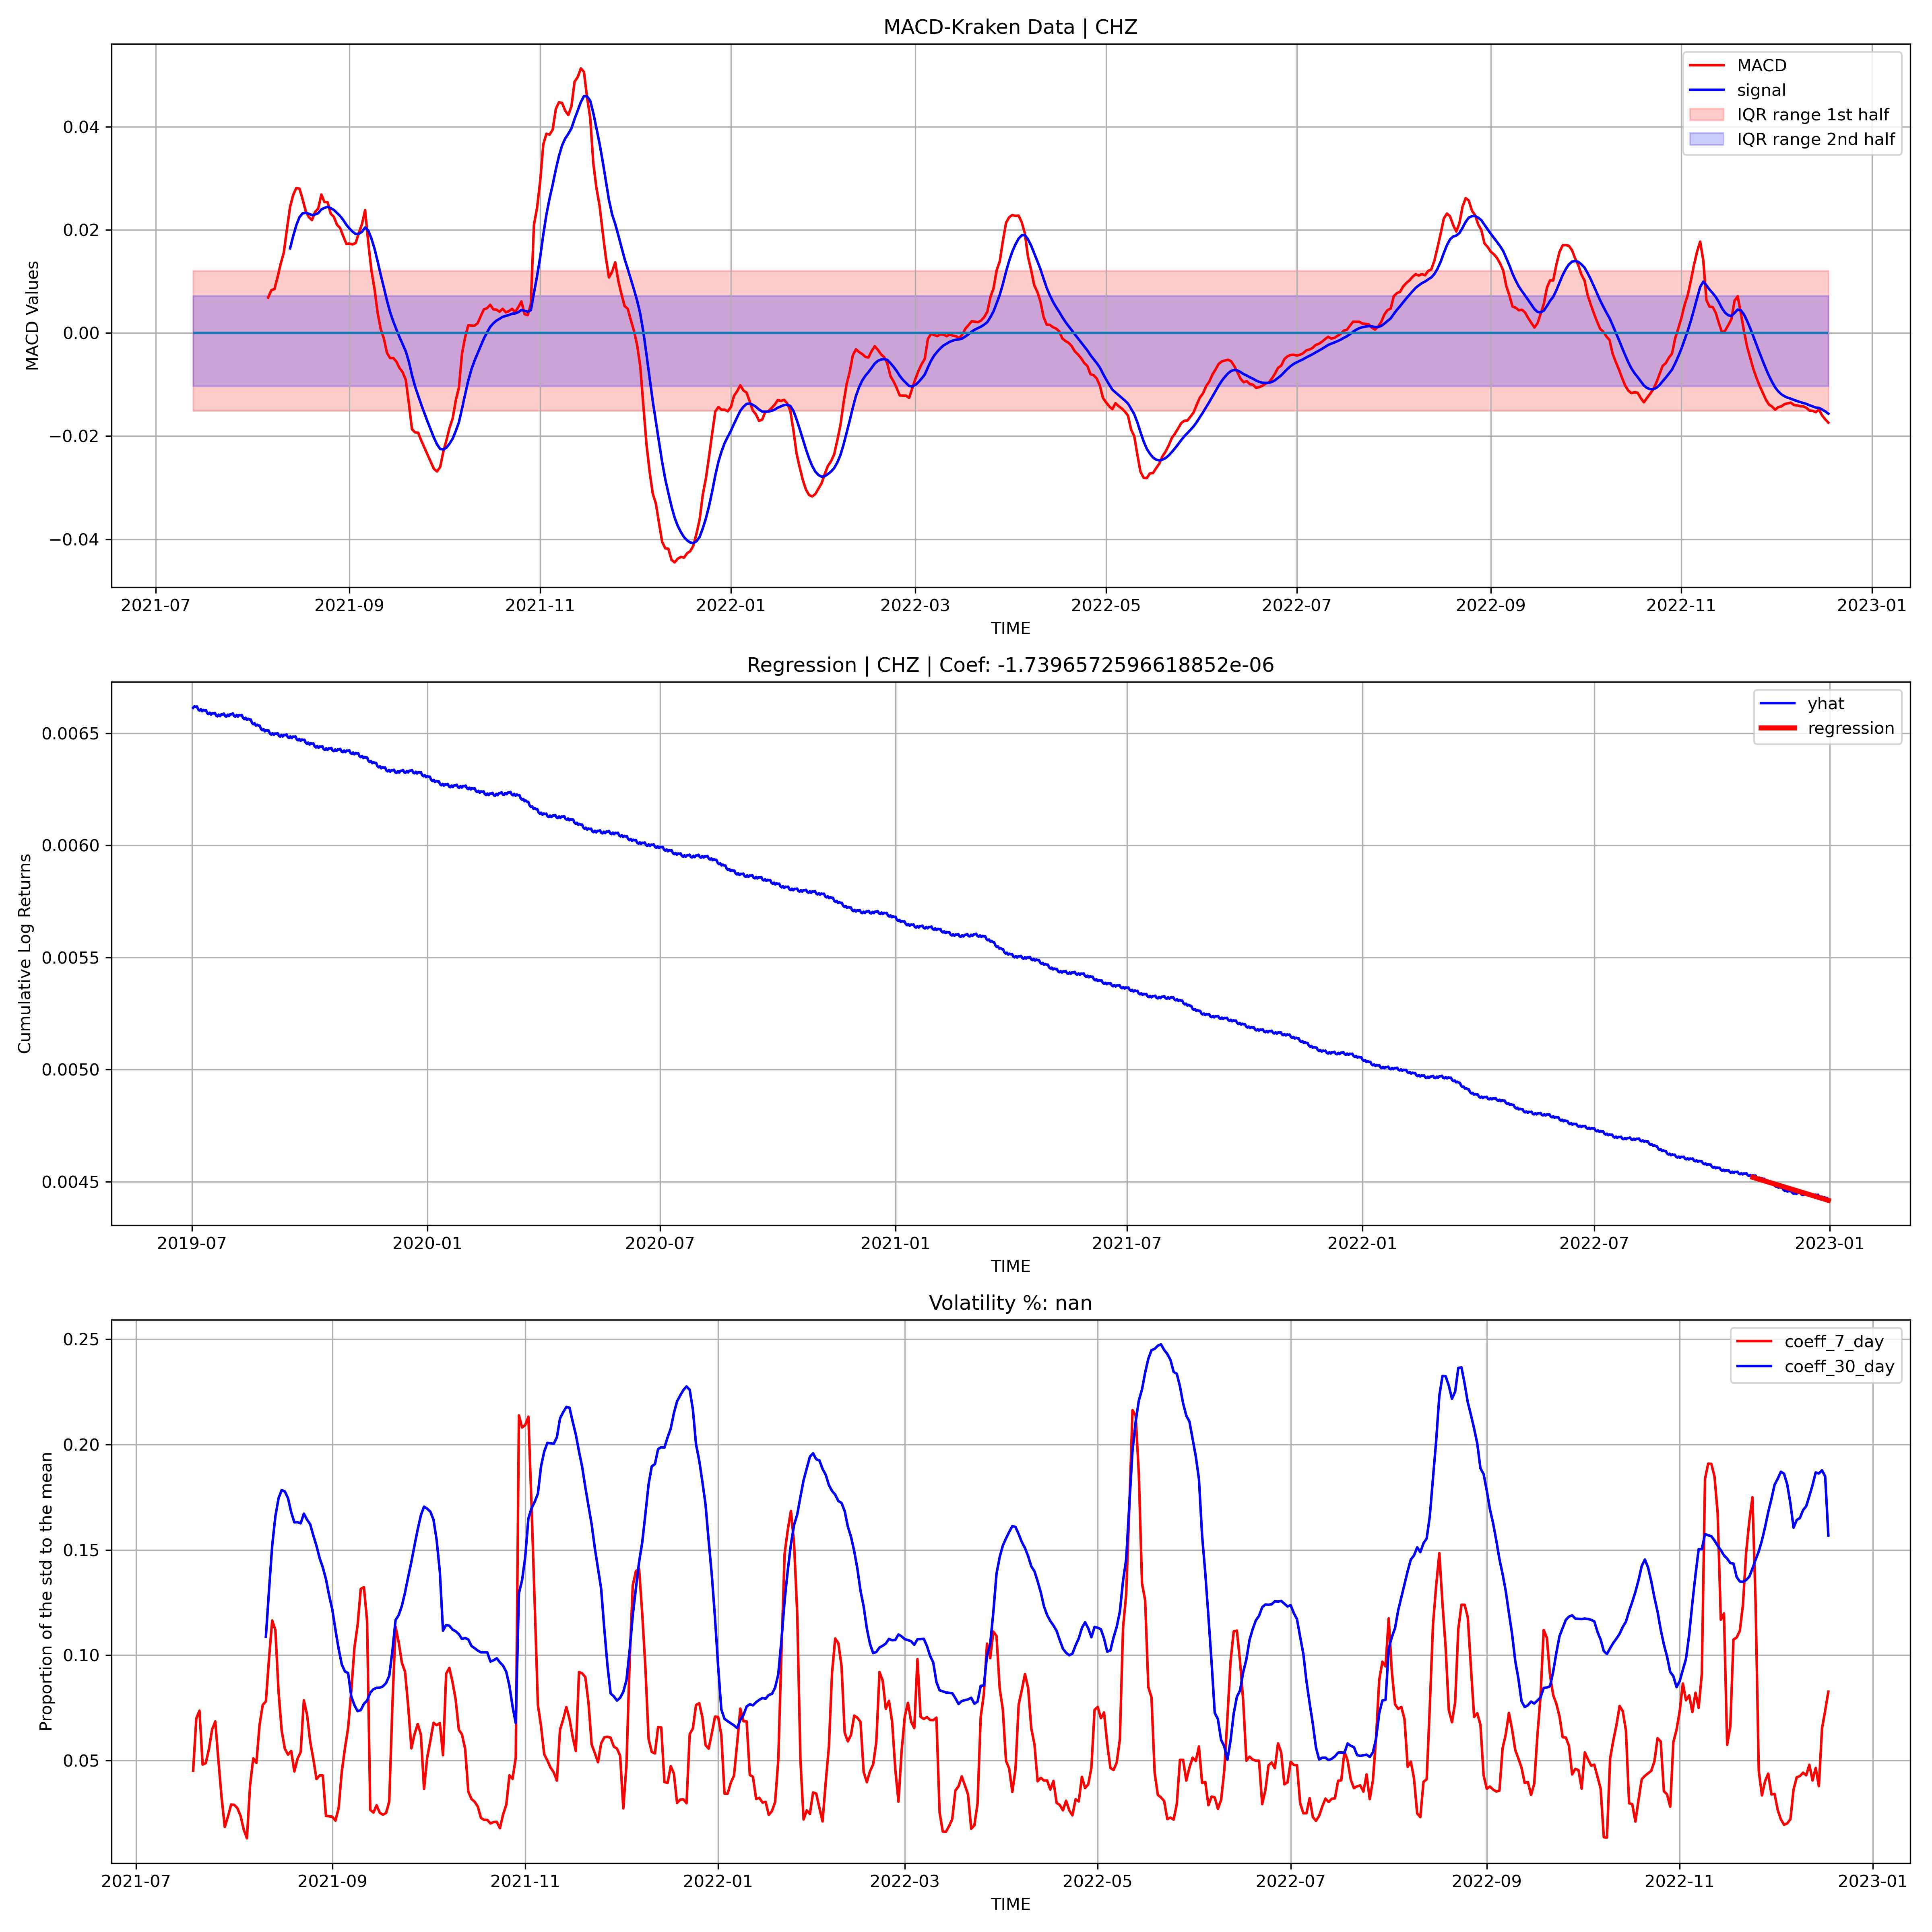 MACD-Kraken Data | CHZ
MACD Values
0.04
0.02
0.00
−0.02
−0.04
MACD
signal
IQR range 1st half
IQR range 2nd half
2021-07 2021-09 2021-11 2022-01 2022-03 2022-05 2022-07 2022-09 2022-11 2023-01
TIME
Regression | CHZ | Coef: -1.7396572596618852e-06
Cumulative Log Returns
0.0065
0.0060
0.0055
0.0050
0.0045
yhat
regression
2019-07 2020-01 2020-07 2021-01 2021-07 2022-01 2022-07 2023-01
TIME
Volatility %: nan
Proportion of the std to the mean
0.25
0.20
0.15
0.10
0.05
coeff_7_day
coeff_30_day
2021-07 2021-09 2021-11 2022-01 2022-03 2022-05 2022-07 2022-09 2022-11 2023-01
TIME